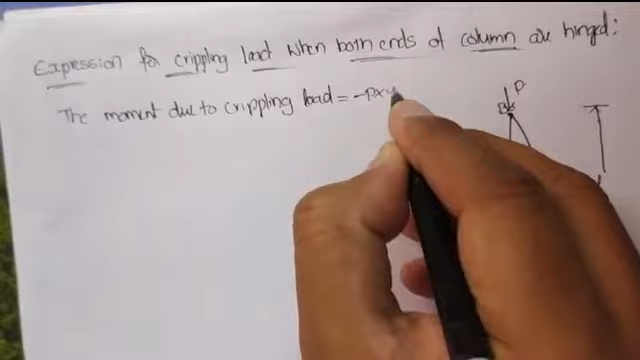 Expression for crippling load when both ends of column are hinged:
The moment due to crippling load = -P×y
P
B